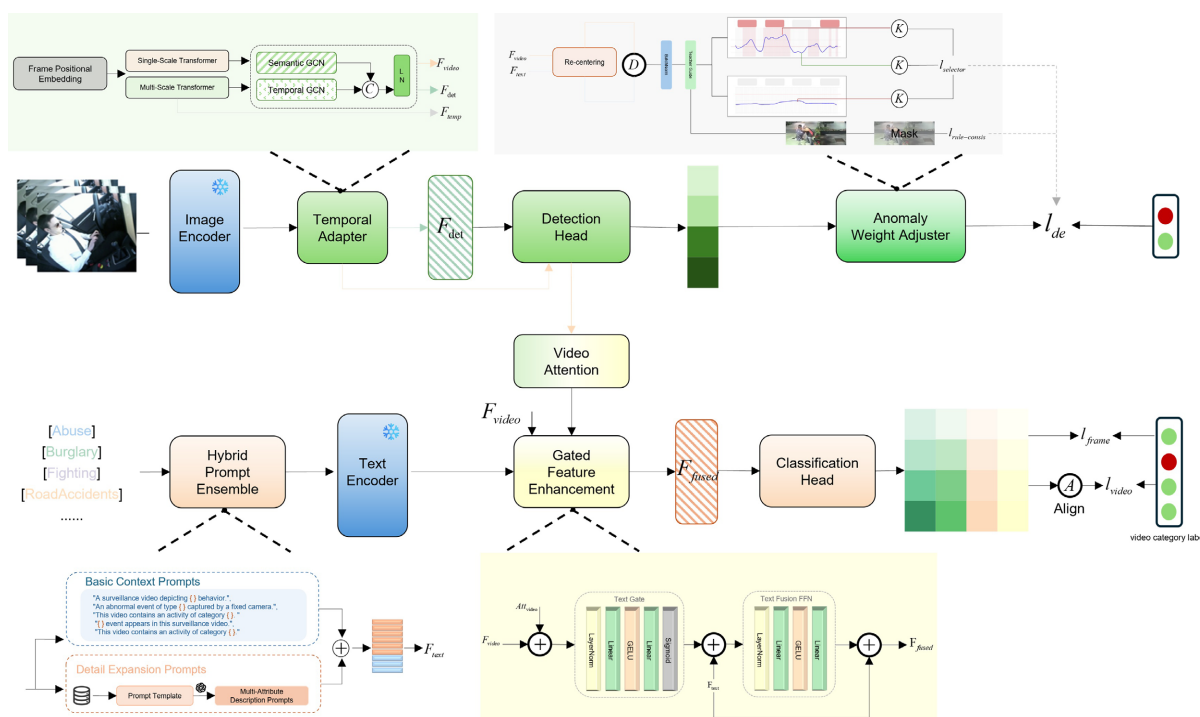 Frame Positional
Embedding
Single-Scale Transformer
Multi-Scale Transformer
Semantic GCN
Temporal GCN
C
L
N
F_video
F_det
F_temp
F_video
F_text
Re-centering
D
K
K
K
l_selector
Mask
l_rule-consis
Image
Encoder
Temporal
Adapter
F_det
Detection
Head
Anomaly
Weight Adjuster
l_de
Video
Attention
F_video
[Abuse]
[Burglary]
[Fighting]
[RoadAccidents]
......
Hybrid
Prompt
Ensemble
Text
Encoder
Gated
Feature
Enhancement
F_fused
Classification
Head
l_frame
A
Align
l_video
video category labe
Basic Context Prompts
"A surveillance video depicting { } behavior.",
"An abnormal event of type { } captured by a fixed camera.",
"This video contains an activity of category { }. "
"{ } event appears in this surveillance video.",
"This video contains an activity of category { }."
Detail Expansion Prompts
Prompt Template
Multi-Attribute
Description Prompts
F_text
Att_video
F_video
Text Gate
LayerNorm
Linear
GELU
Linear
Sigmoid
F_text
Text Fusion FFN
LayerNorm
Linear
GELU
Linear
F_fused